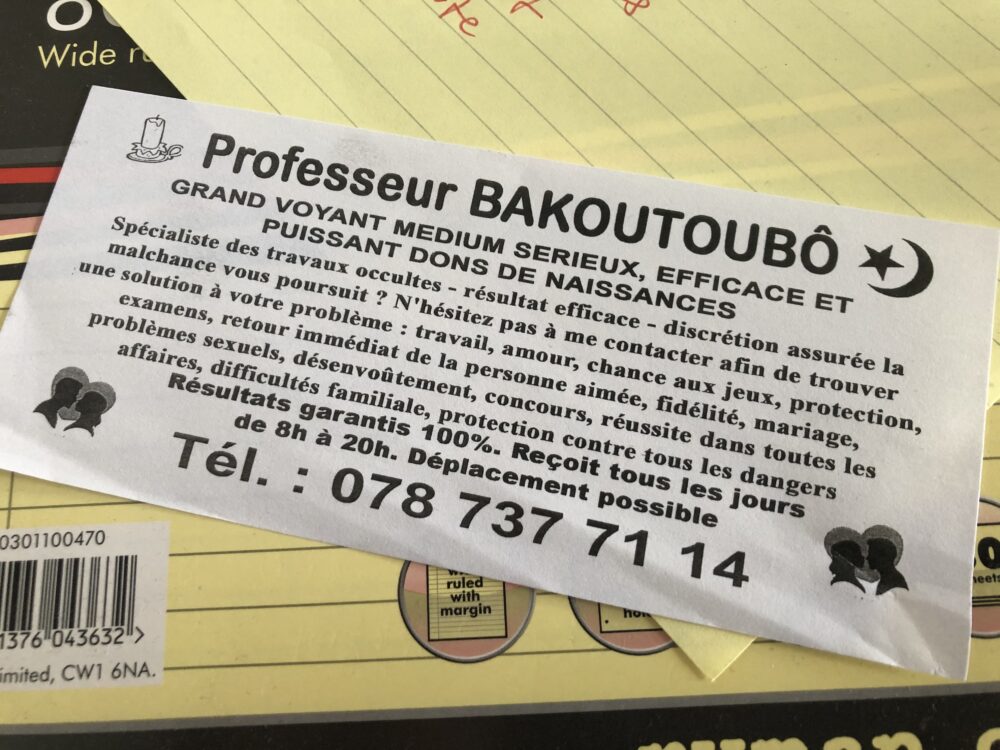 Wide
Professeur BAKOUTOUBÔ
GRAND VOYANT MEDIUM SERIEUX, EFFICACE ET
PUISSANT DONS DE NAISSANCES
Spécialiste des travaux occultes - résultat efficace - discrétion assurée la
malchance vous poursuit ? N'hésitez pas à me contacter afin de trouver
une solution à votre problème : travail, amour, chance aux jeux, protection,
examens, retour immédiat de la personne aimée, fidélité, mariage,
problèmes sexuels, désenvoûtement, concours, réussite dans toutes les
affaires, difficultés familiale, protection contre tous les dangers
Résultats garantis 100%. Reçoit tous les jours
de 8h à 20h. Déplacement possible
Tél. : 078 737 71 14
0301100470
1376 043632 >
imited, CW1 6NA.
ruled
with
margin